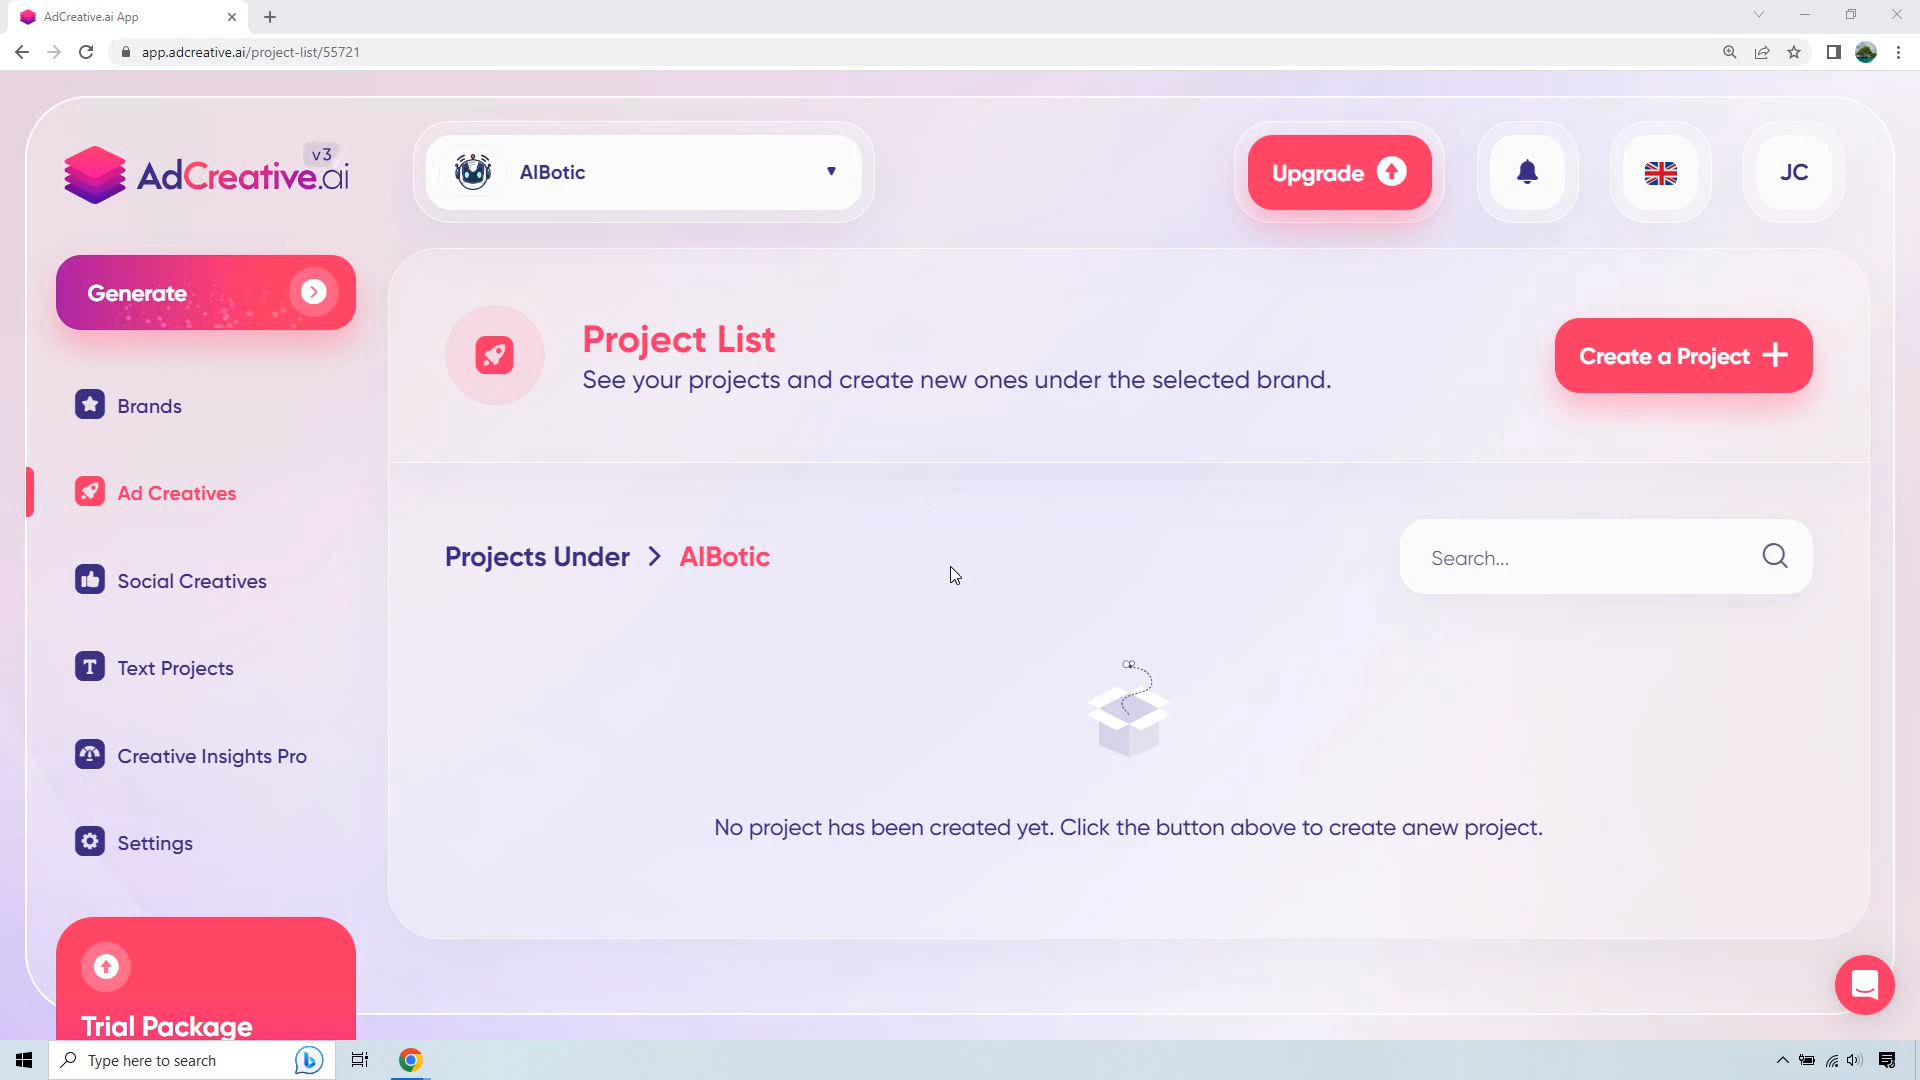 AdCreative.ai App
app.adcreative.ai/project-list/55721
AdCreative.ai
v3
AIBotic
Upgrade
JC
Generate
Project List
See your projects and create new ones under the selected brand.
Create a Project
Brands
Ad Creatives
Social Creatives
Text Projects
Creative Insights Pro
Settings
Projects Under
AIBotic
Search...
No project has been created yet. Click the button above to create anew project.
Trial Package
Type here to search